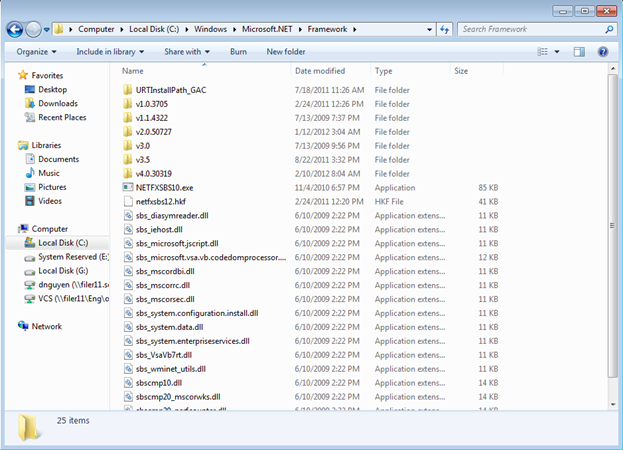 Computer Local Disk (C:) Windows Microsoft.NET Framework
Search Framework
Organize Include in library Share with Burn New folder
Favorites
Desktop
Downloads
Recent Places
Libraries
Documents
Music
Pictures
Videos
Computer
Local Disk (C:)
System Reserved (E:
Local Disk (G:)
dnguyen (\\filer11.s
VCS (\\filer11\Eng\o
Network
Name Date modified Type Size
URTInstallPath_GAC 7/18/2011 11:26 AM File folder
v1.0.3705 2/24/2011 12:26 PM File folder
v1.1.4322 7/13/2009 7:37 PM File folder
v2.0.50727 1/12/2012 3:04 AM File folder
v3.0 7/13/2009 9:56 PM File folder
v3.5 8/22/2011 3:32 PM File folder
v4.0.30319 2/10/2012 8:04 AM File folder
NETFXSBS10.exe 11/4/2010 6:57 PM Application 85 KB
netfxsbs12.hkf 2/24/2011 12:20 PM HKF File 41 KB
sbs_diasymreader.dll 6/10/2009 2:22 PM Application extens... 11 KB
sbs_iehost.dll 6/10/2009 2:22 PM Application extens... 11 KB
sbs_microsoft.jscript.dll 6/10/2009 2:22 PM Application extens... 11 KB
sbs_microsoft.vsa.vb.codedomprocessor.... 6/10/2009 2:22 PM Application extens... 12 KB
sbs_mscordbi.dll 6/10/2009 2:22 PM Application extens... 11 KB
sbs_mscorrc.dll 6/10/2009 2:22 PM Application extens... 11 KB
sbs_mscorsec.dll 6/10/2009 2:22 PM Application extens... 11 KB
sbs_system.configuration.install.dll 6/10/2009 2:22 PM Application extens... 11 KB
sbs_system.data.dll 6/10/2009 2:22 PM Application extens... 11 KB
sbs_system.enterpriseservices.dll 6/10/2009 2:22 PM Application extens... 11 KB
sbs_VsaVb7rt.dll 6/10/2009 2:22 PM Application extens... 11 KB
sbs_wminet_utils.dll 6/10/2009 2:22 PM Application extens... 11 KB
sbscmp10.dll 6/10/2009 2:22 PM Application extens... 14 KB
sbscmp20_mscorwks.dll 6/10/2009 2:22 PM Application extens... 14 KB
sbscmp20_perfcounter.dll 6/10/2009 2:22 PM Application extens... 14 KB
25 items